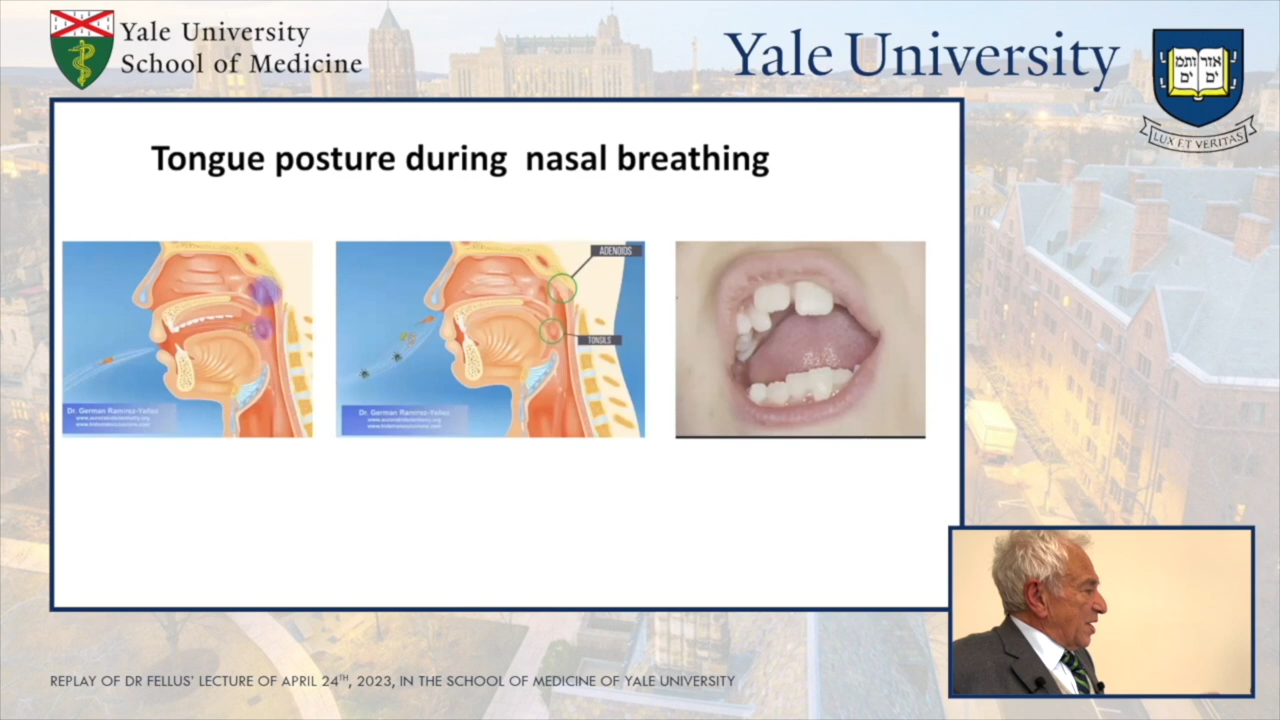 Yale University
School of Medicine
Yale University
אורים
ותמים
LUX ET VERITAS
Tongue posture during nasal breathing
ADENOIDS
TONSILS
Dr. German Ramirez-Yañez
Dr. German Ramirez-Yañez
REPLAY OF DR FELLUS' LECTURE OF APRIL 24TH, 2023, IN THE SCHOOL OF MEDICINE OF YALE UNIVERSITY